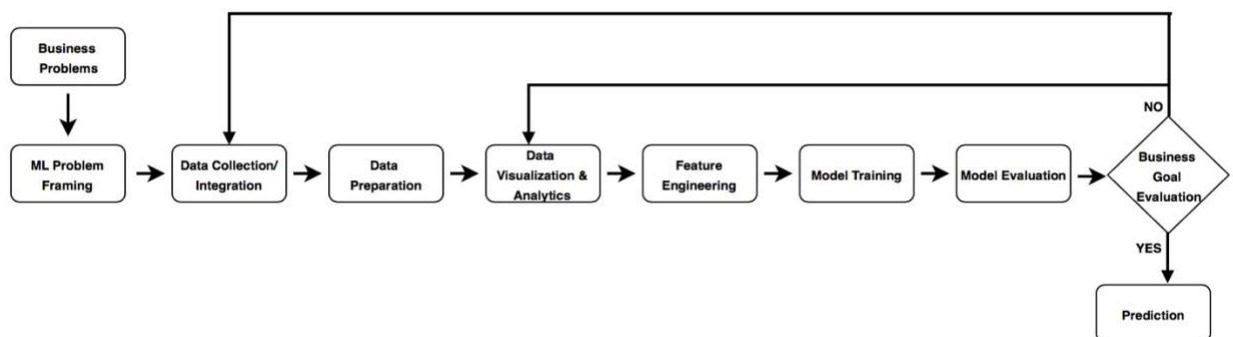 Business
Problems
NO
ML Problem
Framing
Data Collection/
Integration
Data
Preparation
Data
Visualization &
Analytics
Feature
Engineering
Model Training
Model Evaluation
Business
Goal
Evaluation
YES
Prediction